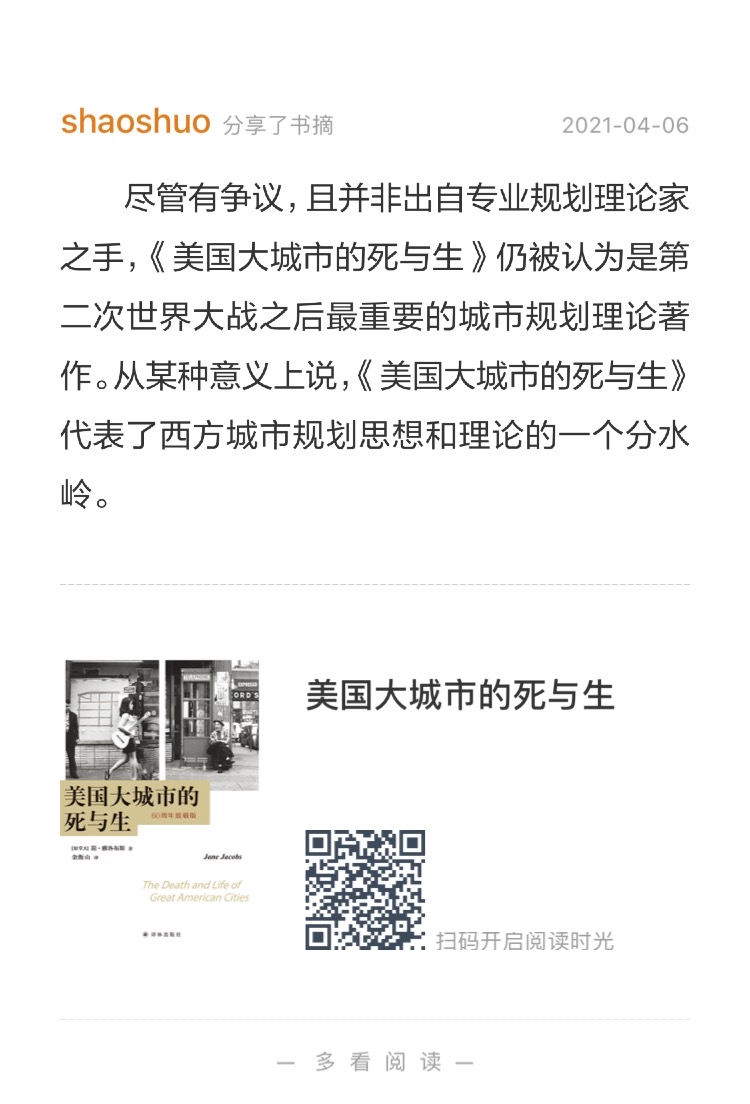 shaoshuo 分享了书摘 2021-04-06
尽管有争议，且并非出自专业规划理论家
之手，《美国大城市的死与生》仍被认为是第
二次世界大战之后最重要的城市规划理论著
作。从某种意义上说，《美国大城市的死与生》
代表了西方城市规划思想和理论的一个分水
岭。
美国大城市的死与生
美国大城市的
死与生 60周年致敬版
[加拿大] 简·雅各布斯 著
金衡山 译
Jane Jacobs
The Death and Life of
Great American Cities
译林出版社
扫码开启阅读时光
— 多看阅读 —